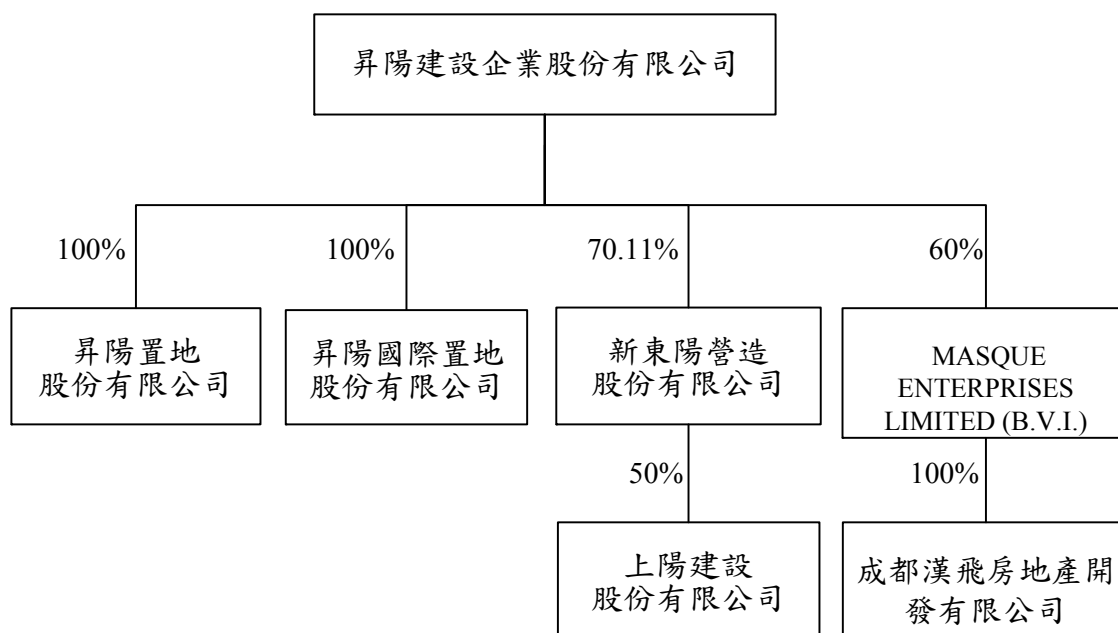 昇陽建設企業股份有限公司
100%
100%
70.11%
60%
昇陽置地
股份有限公司
昇陽國際置地
股份有限公司
新東陽營造
股份有限公司
MASQUE
ENTERPRISES
LIMITED (B.V.I.)
50%
100%
上陽建設
股份有限公司
成都漢飛房地產開
發有限公司